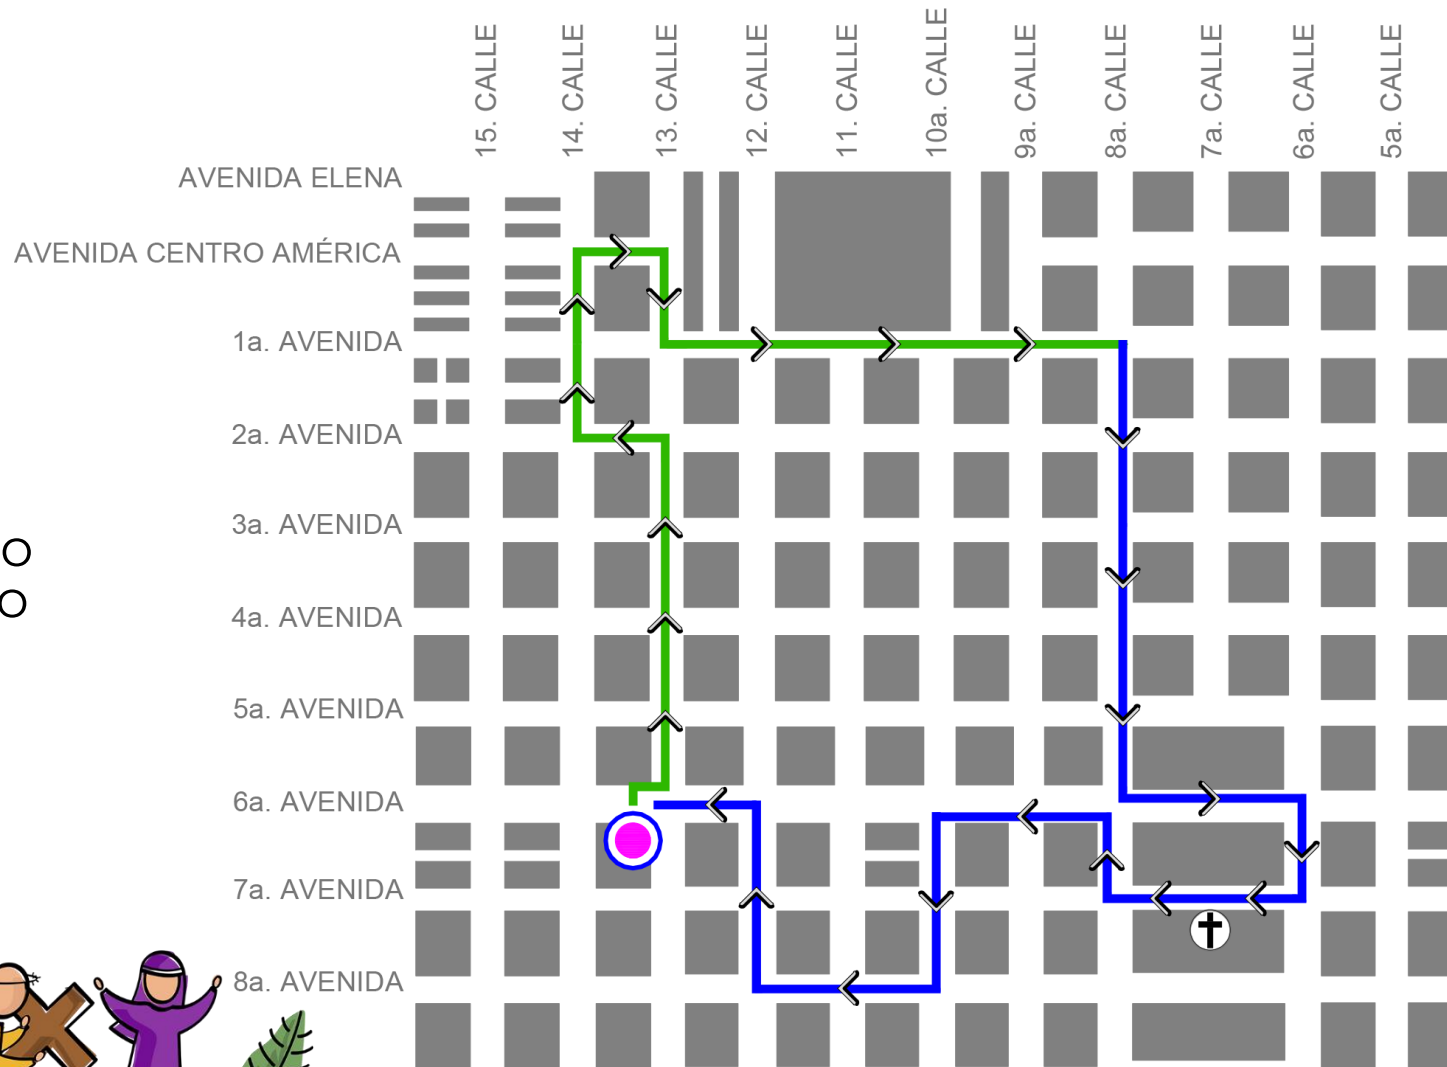 15. CALLE
14. CALLE
13. CALLE
12. CALLE
11. CALLE
10a. CALLE
9a. CALLE
8a. CALLE
7a. CALLE
6a. CALLE
5a. CALLE
AVENIDA ELENA
AVENIDA CENTRO AMÉRICA
1a. AVENIDA
2a. AVENIDA
3a. AVENIDA
4a. AVENIDA
5a. AVENIDA
6a. AVENIDA
7a. AVENIDA
8a. AVENIDA
O
O